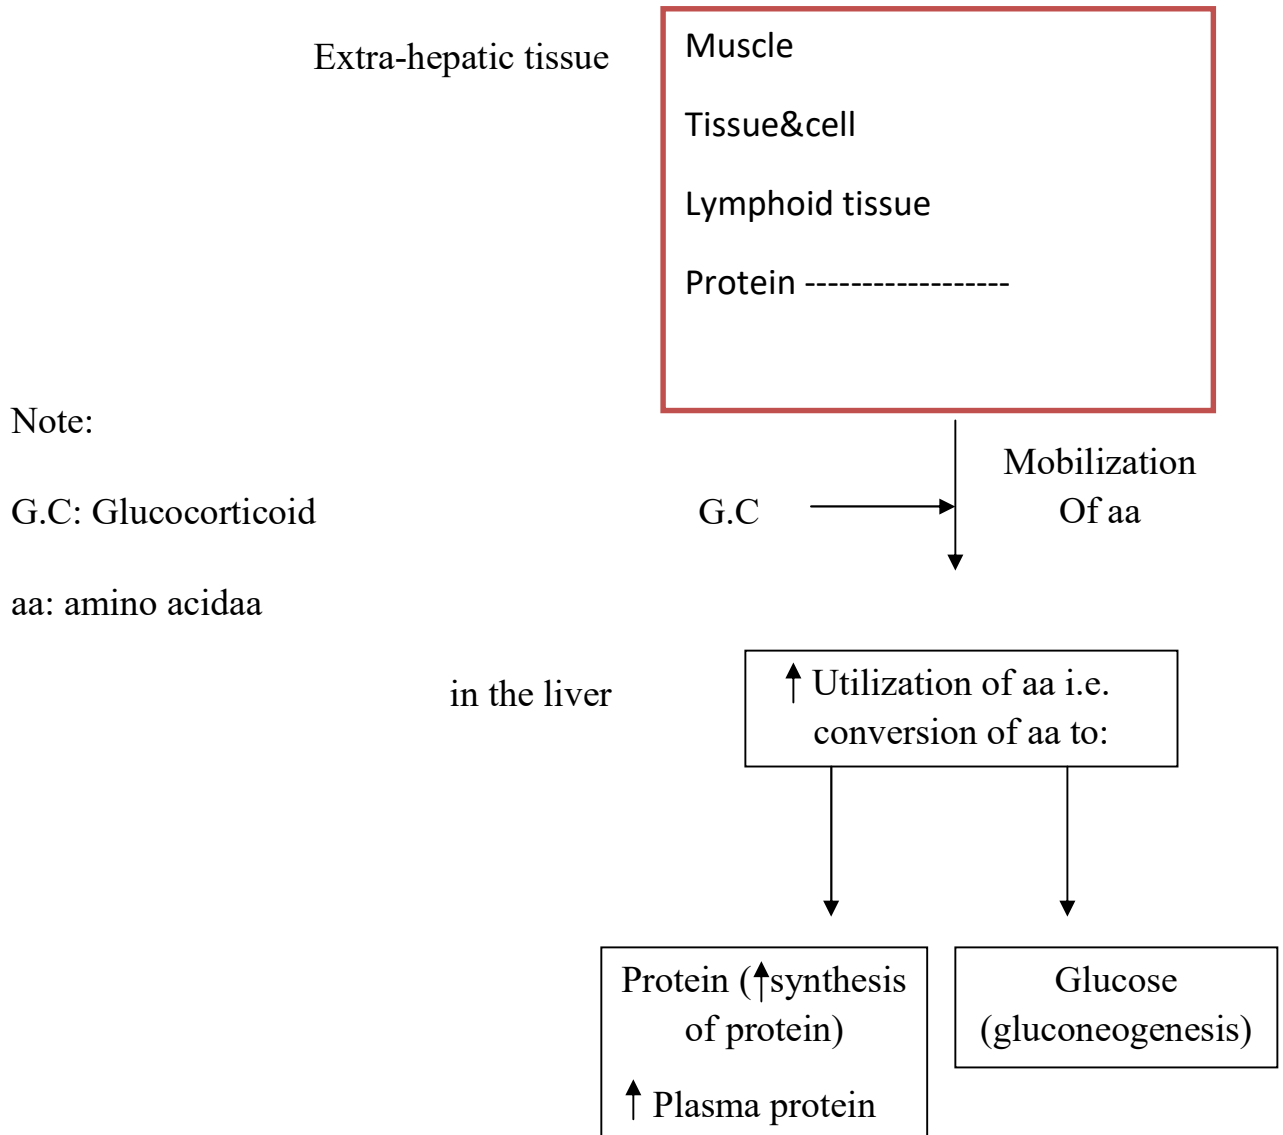 Extra-hepatic tissue
Muscle
Tissue&cell
Lymphoid tissue
Protein ------------------
Note:
G.C: Glucocorticoid
aa: amino acidaa
G.C
Mobilization
Of aa
in the liver
↑ Utilization of aa i.e.
conversion of aa to:
Protein (↑synthesis
of protein)
↑ Plasma protein
Glucose
(gluconeogenesis)